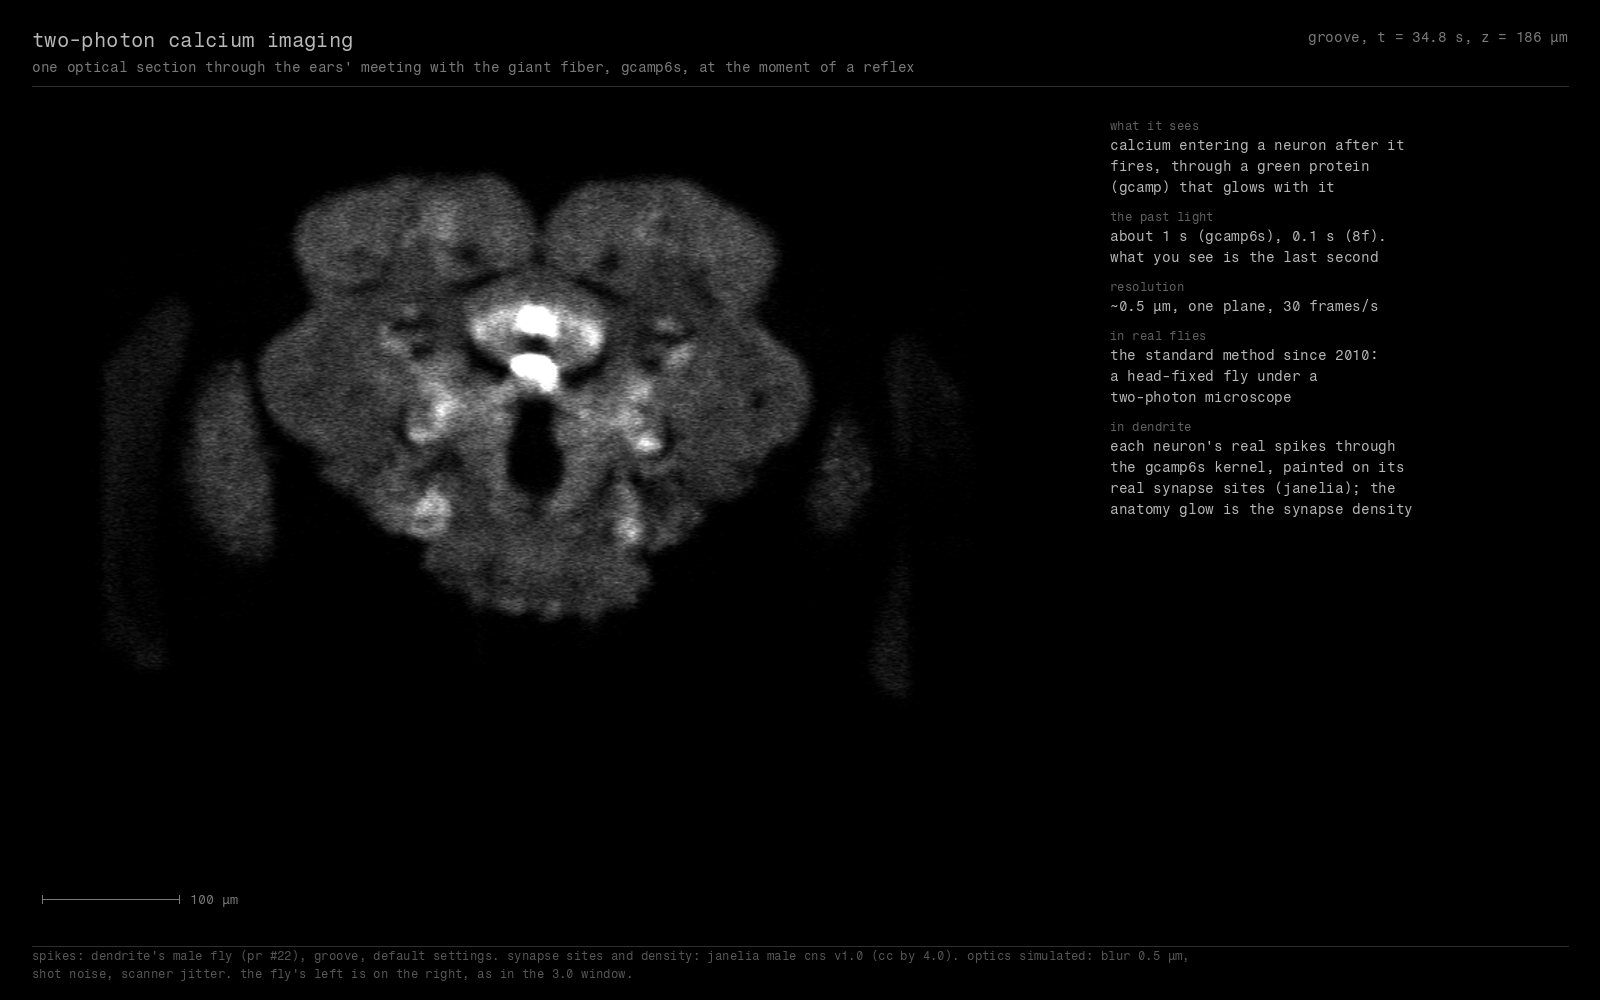 two-photon calcium imaging
groove, t = 34.8 s, z = 186 µm
one optical section through the ears' meeting with the giant fiber, gcamp6s, at the moment of a reflex
what it sees
calcium entering a neuron after it
fires, through a green protein
(gcamp) that glows with it
the past light
about 1 s (gcamp6s), 0.1 s (8f).
what you see is the last second
resolution
~0.5 µm, one plane, 30 frames/s
in real flies
the standard method since 2010:
a head-fixed fly under a
two-photon microscope
in dendrite
each neuron's real spikes through
the gcamp6s kernel, painted on its
real synapse sites (janelia); the
anatomy glow is the synapse density
100 µm
spikes: dendrite's male fly (pr #22), groove, default settings. synapse sites and density: janelia male cns v1.0 (cc by 4.0). optics simulated: blur 0.5 µm,
shot noise, scanner jitter. the fly's left is on the right, as in the 3.0 window.